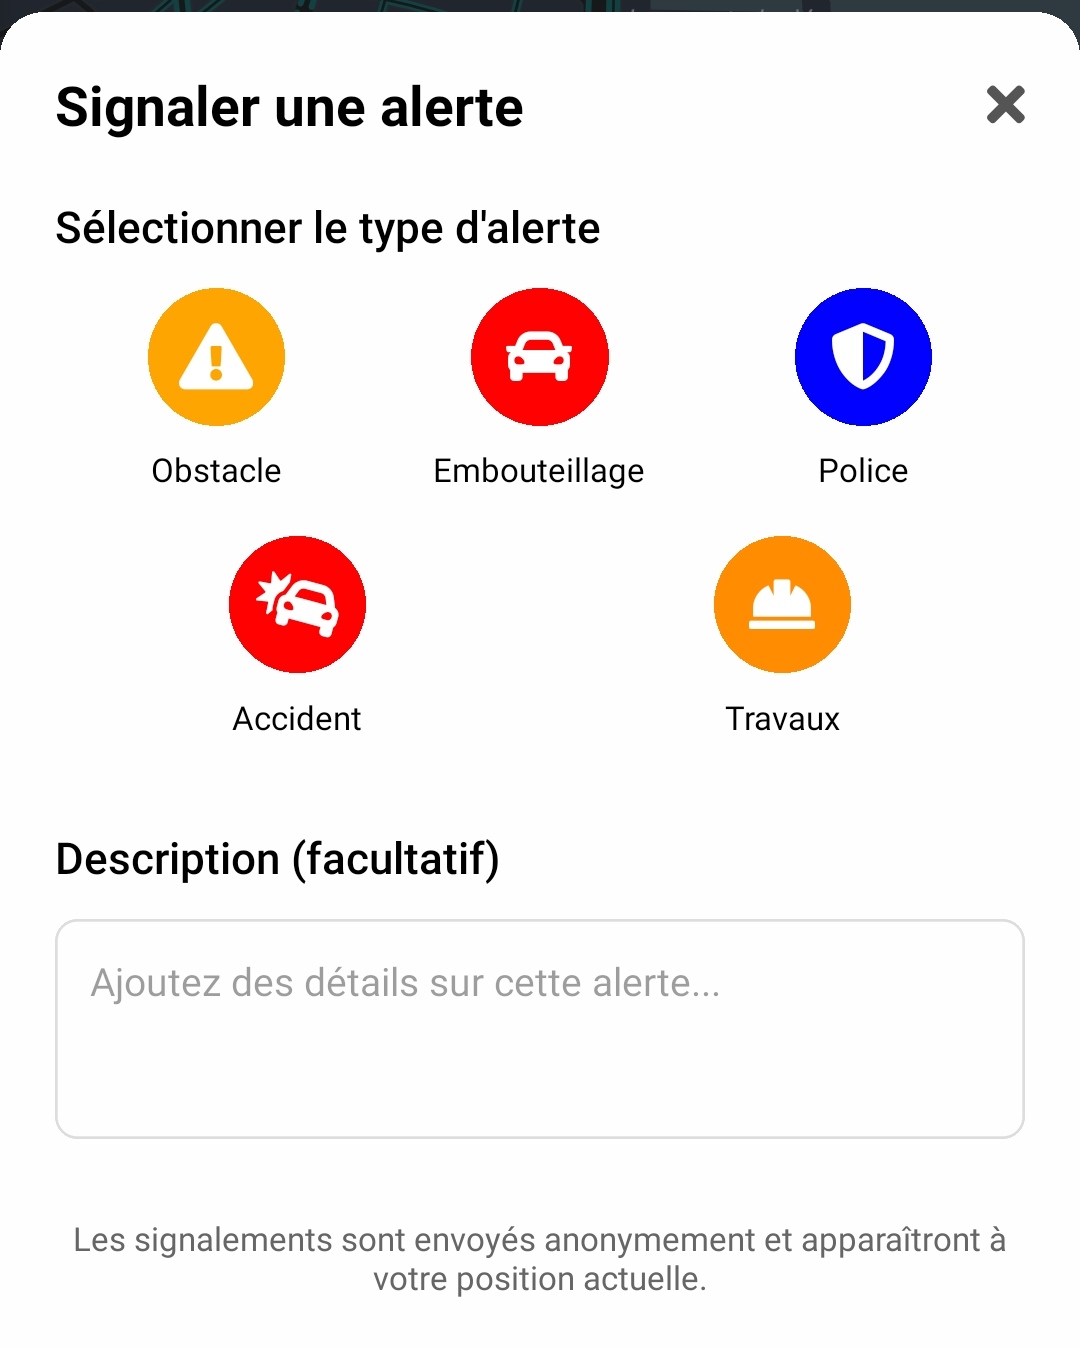 Signaler une alerte
Sélectionner le type d'alerte
Obstacle
Embouteillage
Police
Accident
Travaux
Description (facultatif)
Ajoutez des détails sur cette alerte...
Les signalements sont envoyés anonymement et apparaîtront à
votre position actuelle.